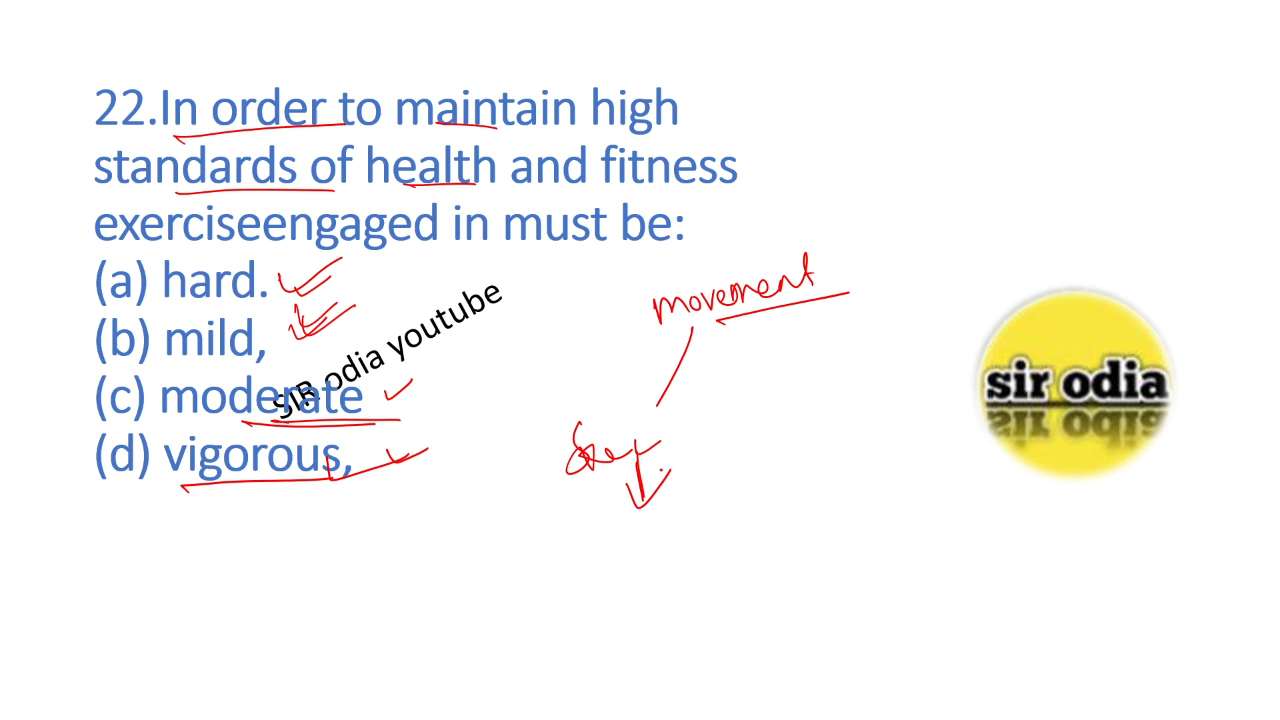 22.In order to maintain high
standards of health and fitness
exerciseengaged in must be:
(a) hard.
(b) mild,
(c) moderate
(d) vigorous,
SIR odia youtube
movement
sir odia